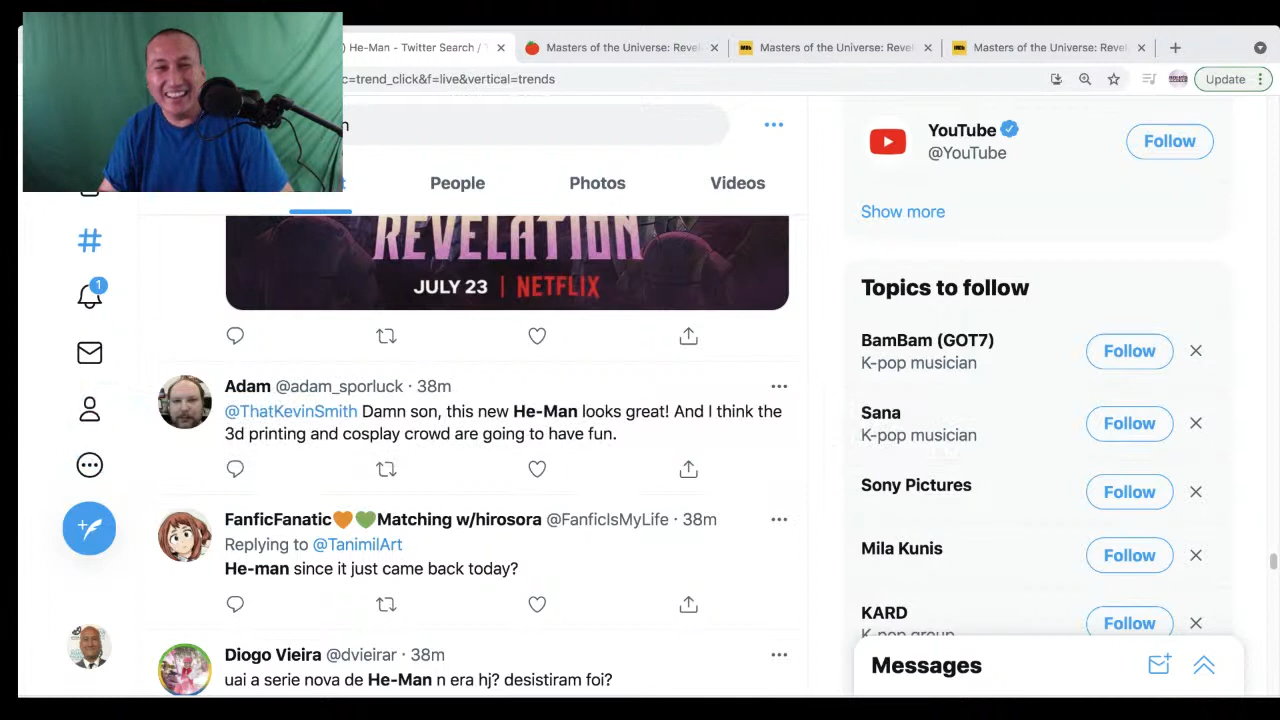 ) He-Man - Twitter Search / T
Masters of the Universe: Revel
Masters of the Universe: Revel
Masters of the Universe: Revel
Update
=trend_click&f=live&vertical=trends
n
People
Photos
Videos
REVELATION
JULY 23 | NETFLIX
Adam @adam_sporluck · 38m
@ThatKevinSmith Damn son, this new He-Man looks great! And I think the
3d printing and cosplay crowd are going to have fun.
FanficFanatic🧡💚Matching w/hirosora @FanficIsMyLife · 38m
Replying to @TanimilArt
He-man since it just came back today?
Diogo Vieira @dvieirar · 38m
uai a serie nova de He-Man n era hj? desistiram foi?
1
YouTube
@YouTube
Follow
Show more
Topics to follow
BamBam (GOT7)
K-pop musician
Follow
Sana
K-pop musician
Follow
Sony Pictures
Follow
Mila Kunis
Follow
KARD
K-pop group
Follow
Messages